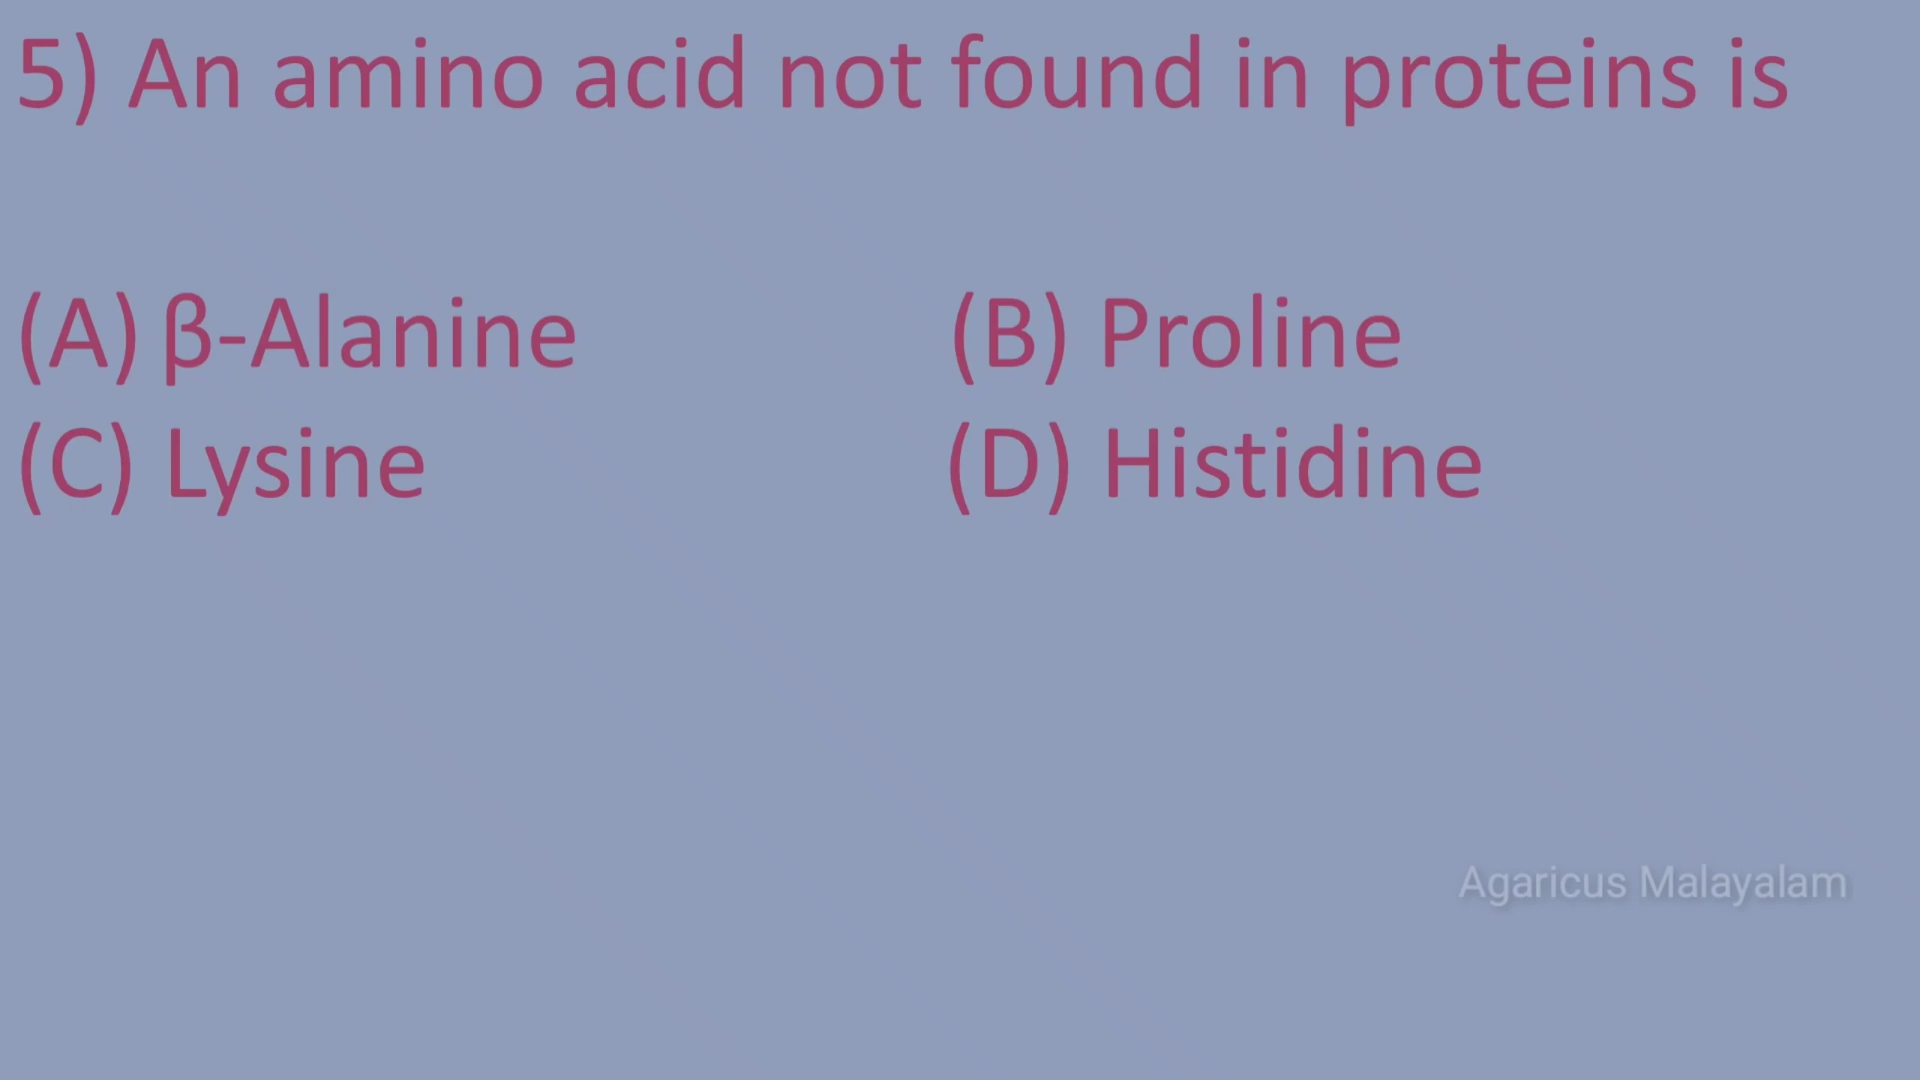 5) An amino acid not found in proteins is
(A) β-Alanine (B) Proline
(C) Lysine (D) Histidine
Agaricus Malayalam